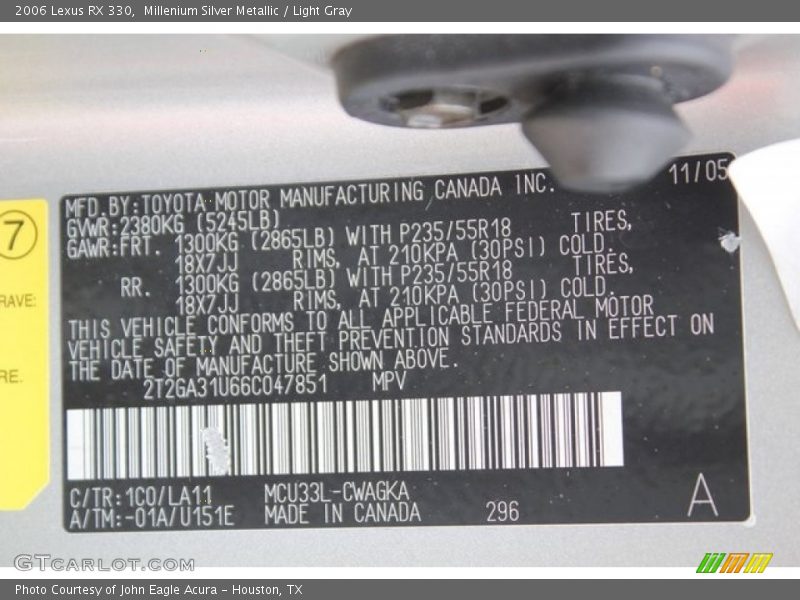 2006 Lexus RX 330, Millenium Silver Metallic / Light Gray
11/05
MFD.BY:TOYOTA MOTOR MANUFACTURING CANADA INC.
GVWR:2380KG (5245LB)
GAWR:FRT. 1300KG (2865LB) WITH P235/55R18 TIRES,
18X7JJ RIMS, AT 210KPA (30PSI) COLD.
RR. 1300KG (2865LB) WITH P235/55R18 TIRES,
18X7JJ RIMS, AT 210KPA (30PSI) COLD.
THIS VEHICLE CONFORMS TO ALL APPLICABLE FEDERAL MOTOR
VEHICLE SAFETY AND THEFT PREVENTION STANDARDS IN EFFECT ON
THE DATE OF MANUFACTURE SHOWN ABOVE.
2T2GA31U66C047851 MPV
C/TR:1C0/LA11 MCU33L-CWAGKA
A/TM:-01A/U151E MADE IN CANADA 296
A
7
RAVE:
RE.
GTCARLOT.COM
Photo Courtesy of John Eagle Acura - Houston, TX